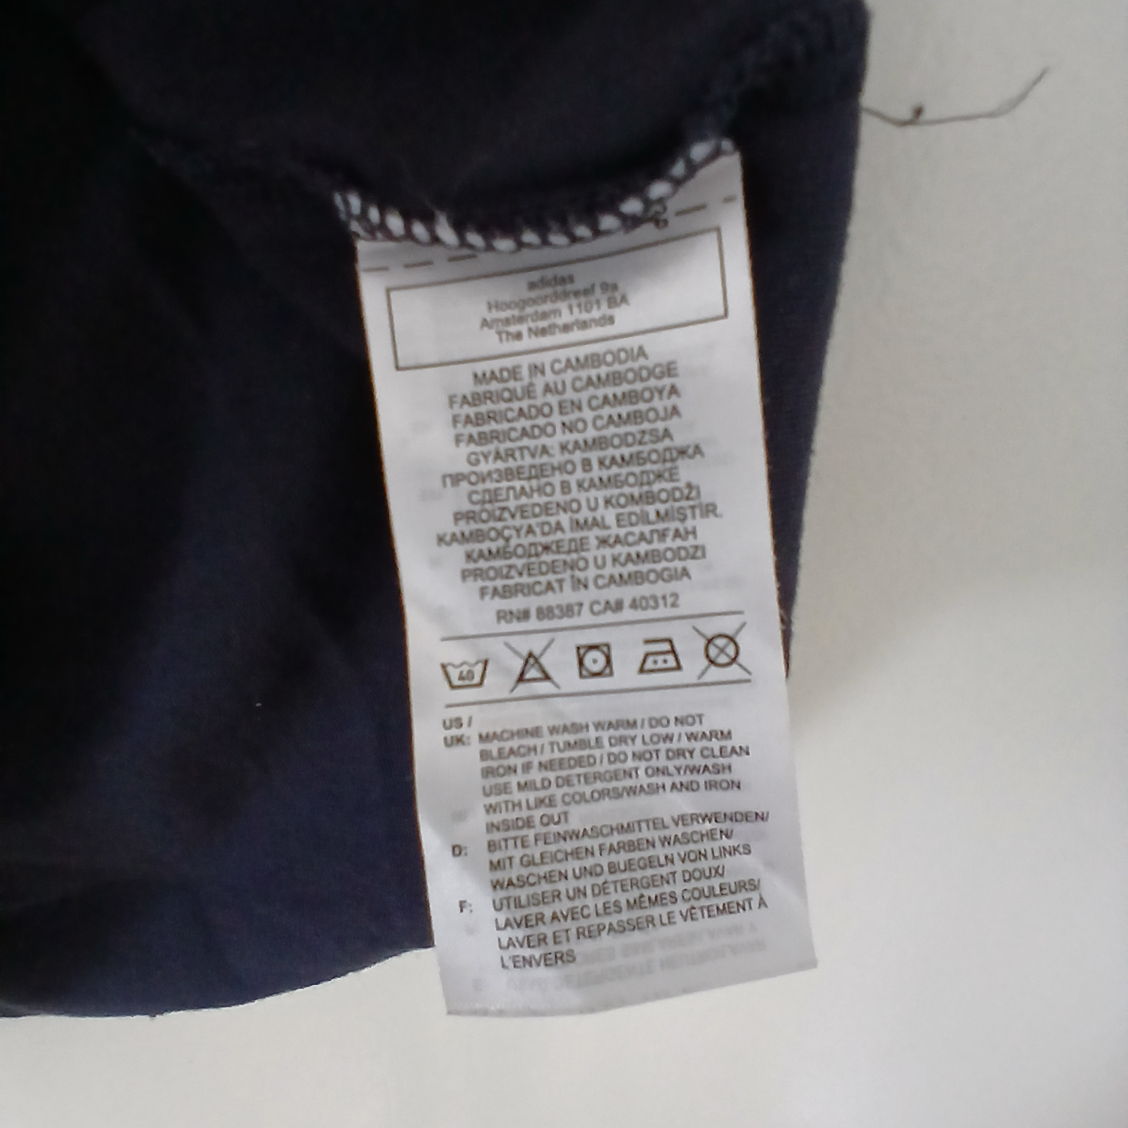 adidas
Hoogoorddreef 9a
Amsterdam 1101 BA
The Netherlands
MADE IN CAMBODIA
FABRIQUÉ AU CAMBODGE
FABRICADO EN CAMBOYA
FABRICADO NO CAMBOJA
GYÁRTVA: KAMBODZSA
ПРОИЗВЕДЕНО В КАМБОДЖА
СДЕЛАНО В КАМБОДЖЕ
PROIZVEDENO U KOMBODŽI
KAMBOÇYA'DA İMAL EDİLMİŞTİR.
КАМБОДЖЕДЕ ЖАСАЛҒАН
PROIZVEDENO U KAMBODZI
FABRICAT ÎN CAMBOGIA
RN# 88387 CA# 40312
40
US /
UK: MACHINE WASH WARM / DO NOT
BLEACH / TUMBLE DRY LOW / WARM
IRON IF NEEDED / DO NOT DRY CLEAN
USE MILD DETERGENT ONLY/WASH
WITH LIKE COLORS/WASH AND IRON
INSIDE OUT
D: BITTE FEINWASCHMITTEL VERWENDEN/
MIT GLEICHEN FARBEN WASCHEN/
WASCHEN UND BUEGELN VON LINKS
F: UTILISER UN DÉTERGENT DOUX/
LAVER AVEC LES MÊMES COULEURS/
LAVER ET REPASSER LE VÊTEMENT À
L'ENVERS